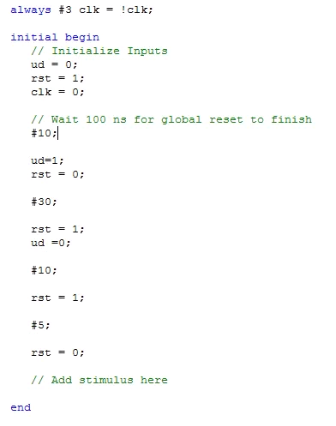 always #3 clk = !clk;
initial begin
// Initialize Inputs
ud = 0;
rst = 1;
clk = 0;
// Wait 100 ns for global reset to finish
#10;
ud=1;
rst = 0;
#30;
rst = 1;
ud =0;
#10;
rst = 1;
#5;
rst = 0;
// Add stimulus here
end